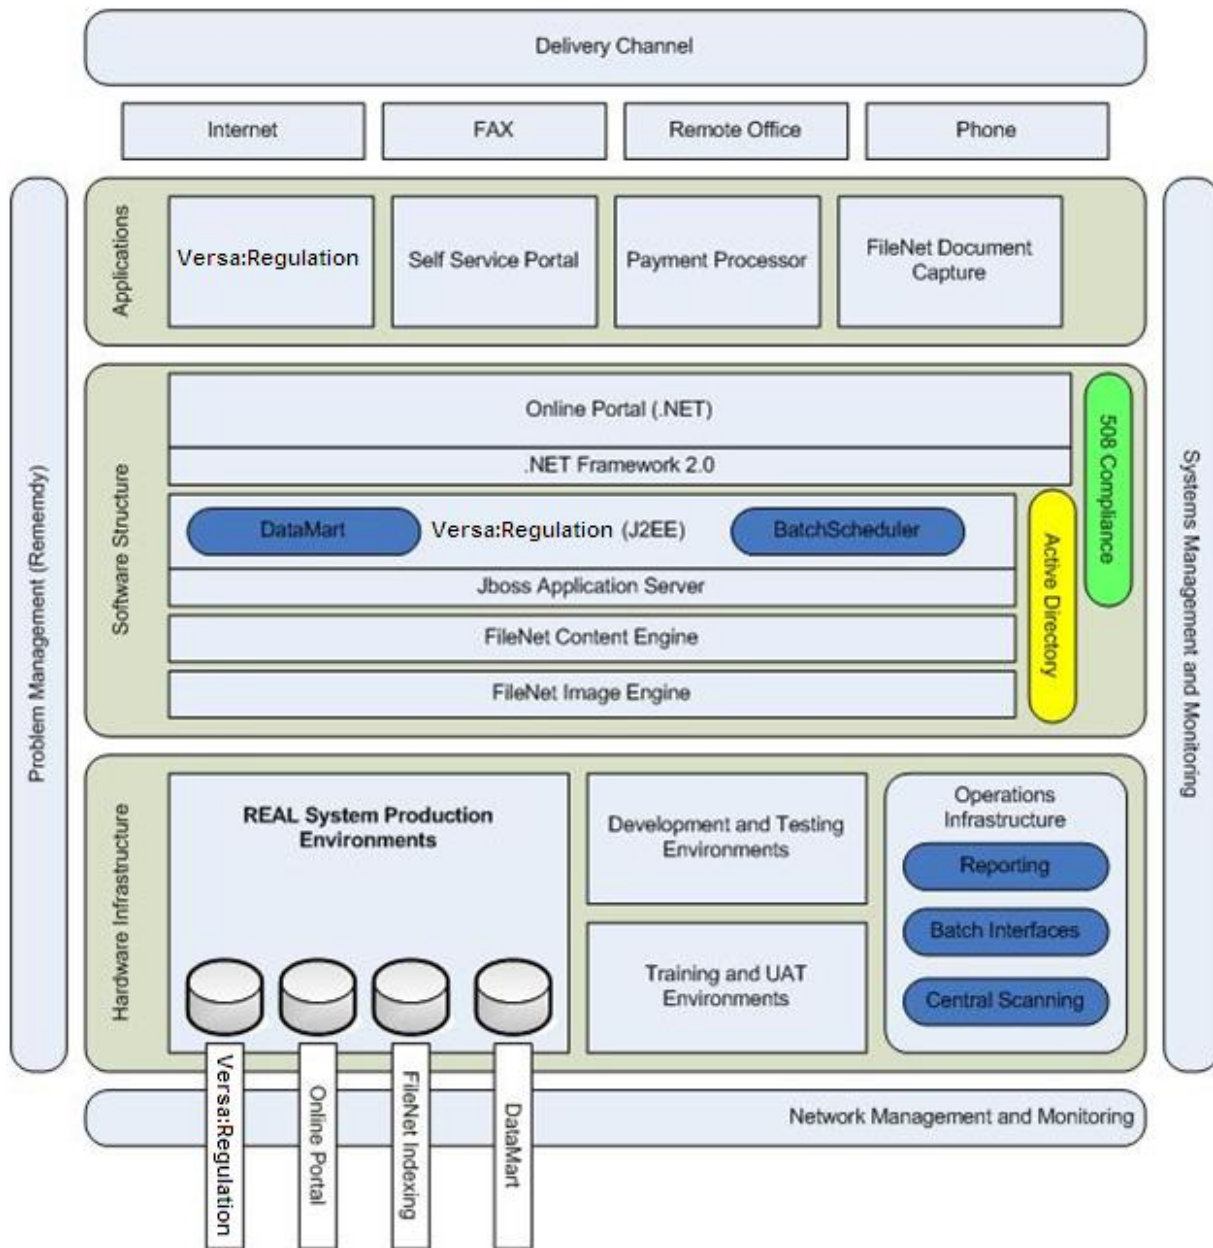 Delivery Channel
Internet
FAX
Remote Office
Phone
Problem Management (Rememdy)
Systems Management and Monitoring
Applications
Versa:Regulation
Self Service Portal
Payment Processor
FileNet Document
Capture
Software Structure
Online Portal (.NET)
.NET Framework 2.0
DataMart
Versa:Regulation (J2EE)
BatchScheduler
Jboss Application Server
FileNet Content Engine
FileNet Image Engine
508 Compliance
Active Directory
Hardware Infrastructure
REAL System Production
Environments
Development and Testing
Environments
Training and UAT
Environments
Operations
Infrastructure
Reporting
Batch Interfaces
Central Scanning
Versa:Regulation
Online Portal
FileNet Indexing
DataMart
Network Management and Monitoring